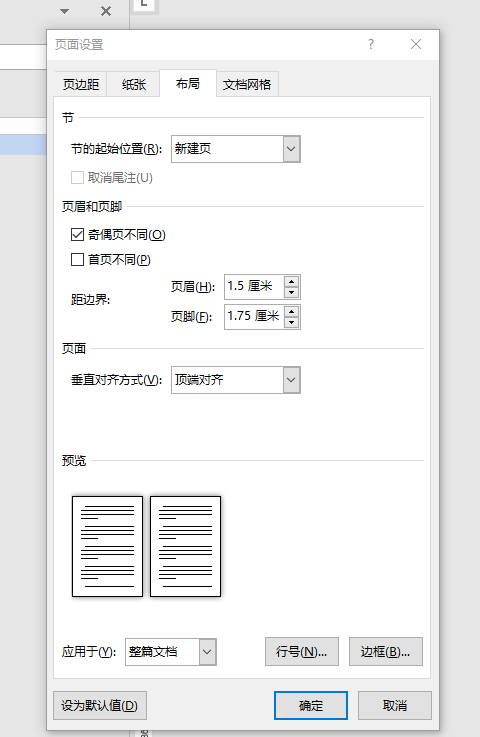 L
页面设置
?
页边距 纸张 布局 文档网格
节
节的起始位置(R): 新建页
取消尾注(U)
页眉和页脚
奇偶页不同(O)
首页不同(P)
距边界:
页眉(H): 1.5 厘米
页脚(F): 1.75 厘米
页面
垂直对齐方式(V): 顶端对齐
预览
应用于(Y): 整篇文档 行号(N)... 边框(B)...
设为默认值(D) 确定 取消